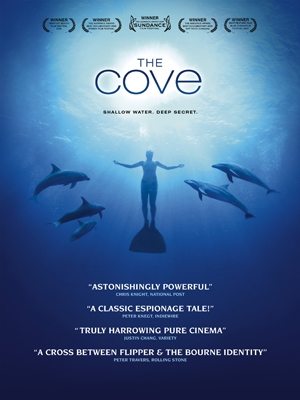 WINNER
WINNER
WINNER
SUNDANCE
WINNER
WINNER
THE
COVE
SHALLOW WATER. DEEP SECRET.
“ASTONISHINGLY POWERFUL”
CHRIS KNIGHT, NATIONAL POST
“A CLASSIC ESPIONAGE TALE!”
PETER KNEGT, INDIEWIRE
“TRULY HARROWING PURE CINEMA”
JUSTIN CHANG, VARIETY
“A CROSS BETWEEN FLIPPER & THE BOURNE IDENTITY”
PETER TRAVERS, ROLLING STONE